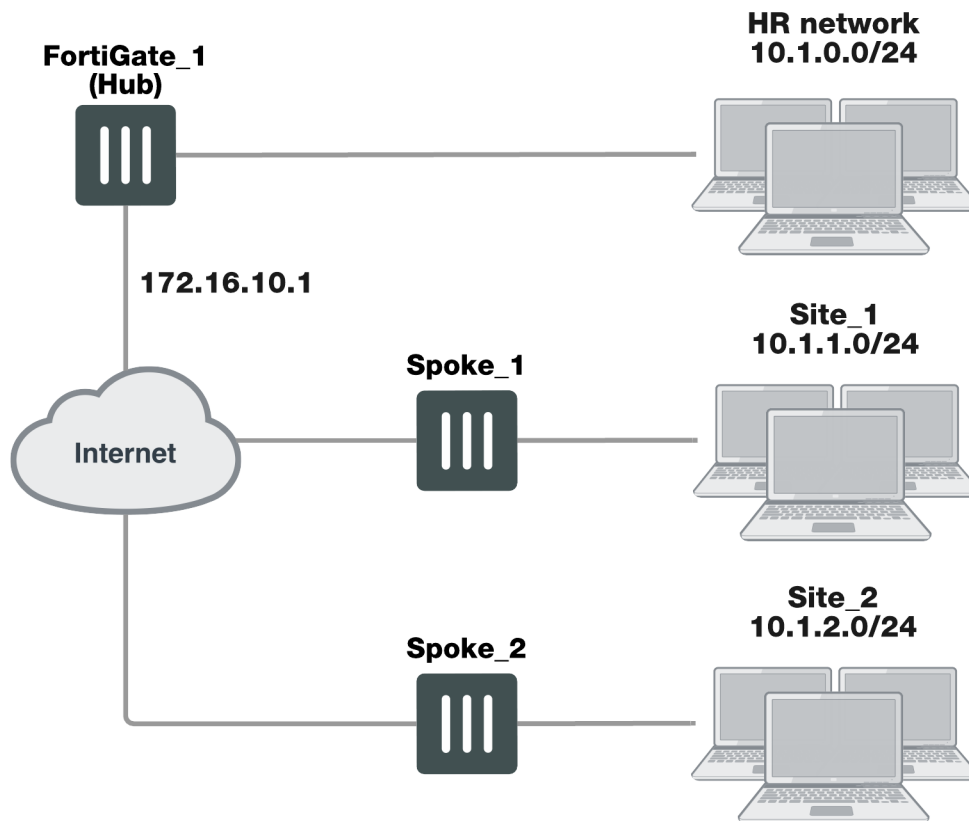 HR network
10.1.0.0/24
FortiGate_1
(Hub)
172.16.10.1
Site_1
10.1.1.0/24
Spoke_1
Internet
Site_2
10.1.2.0/24
Spoke_2